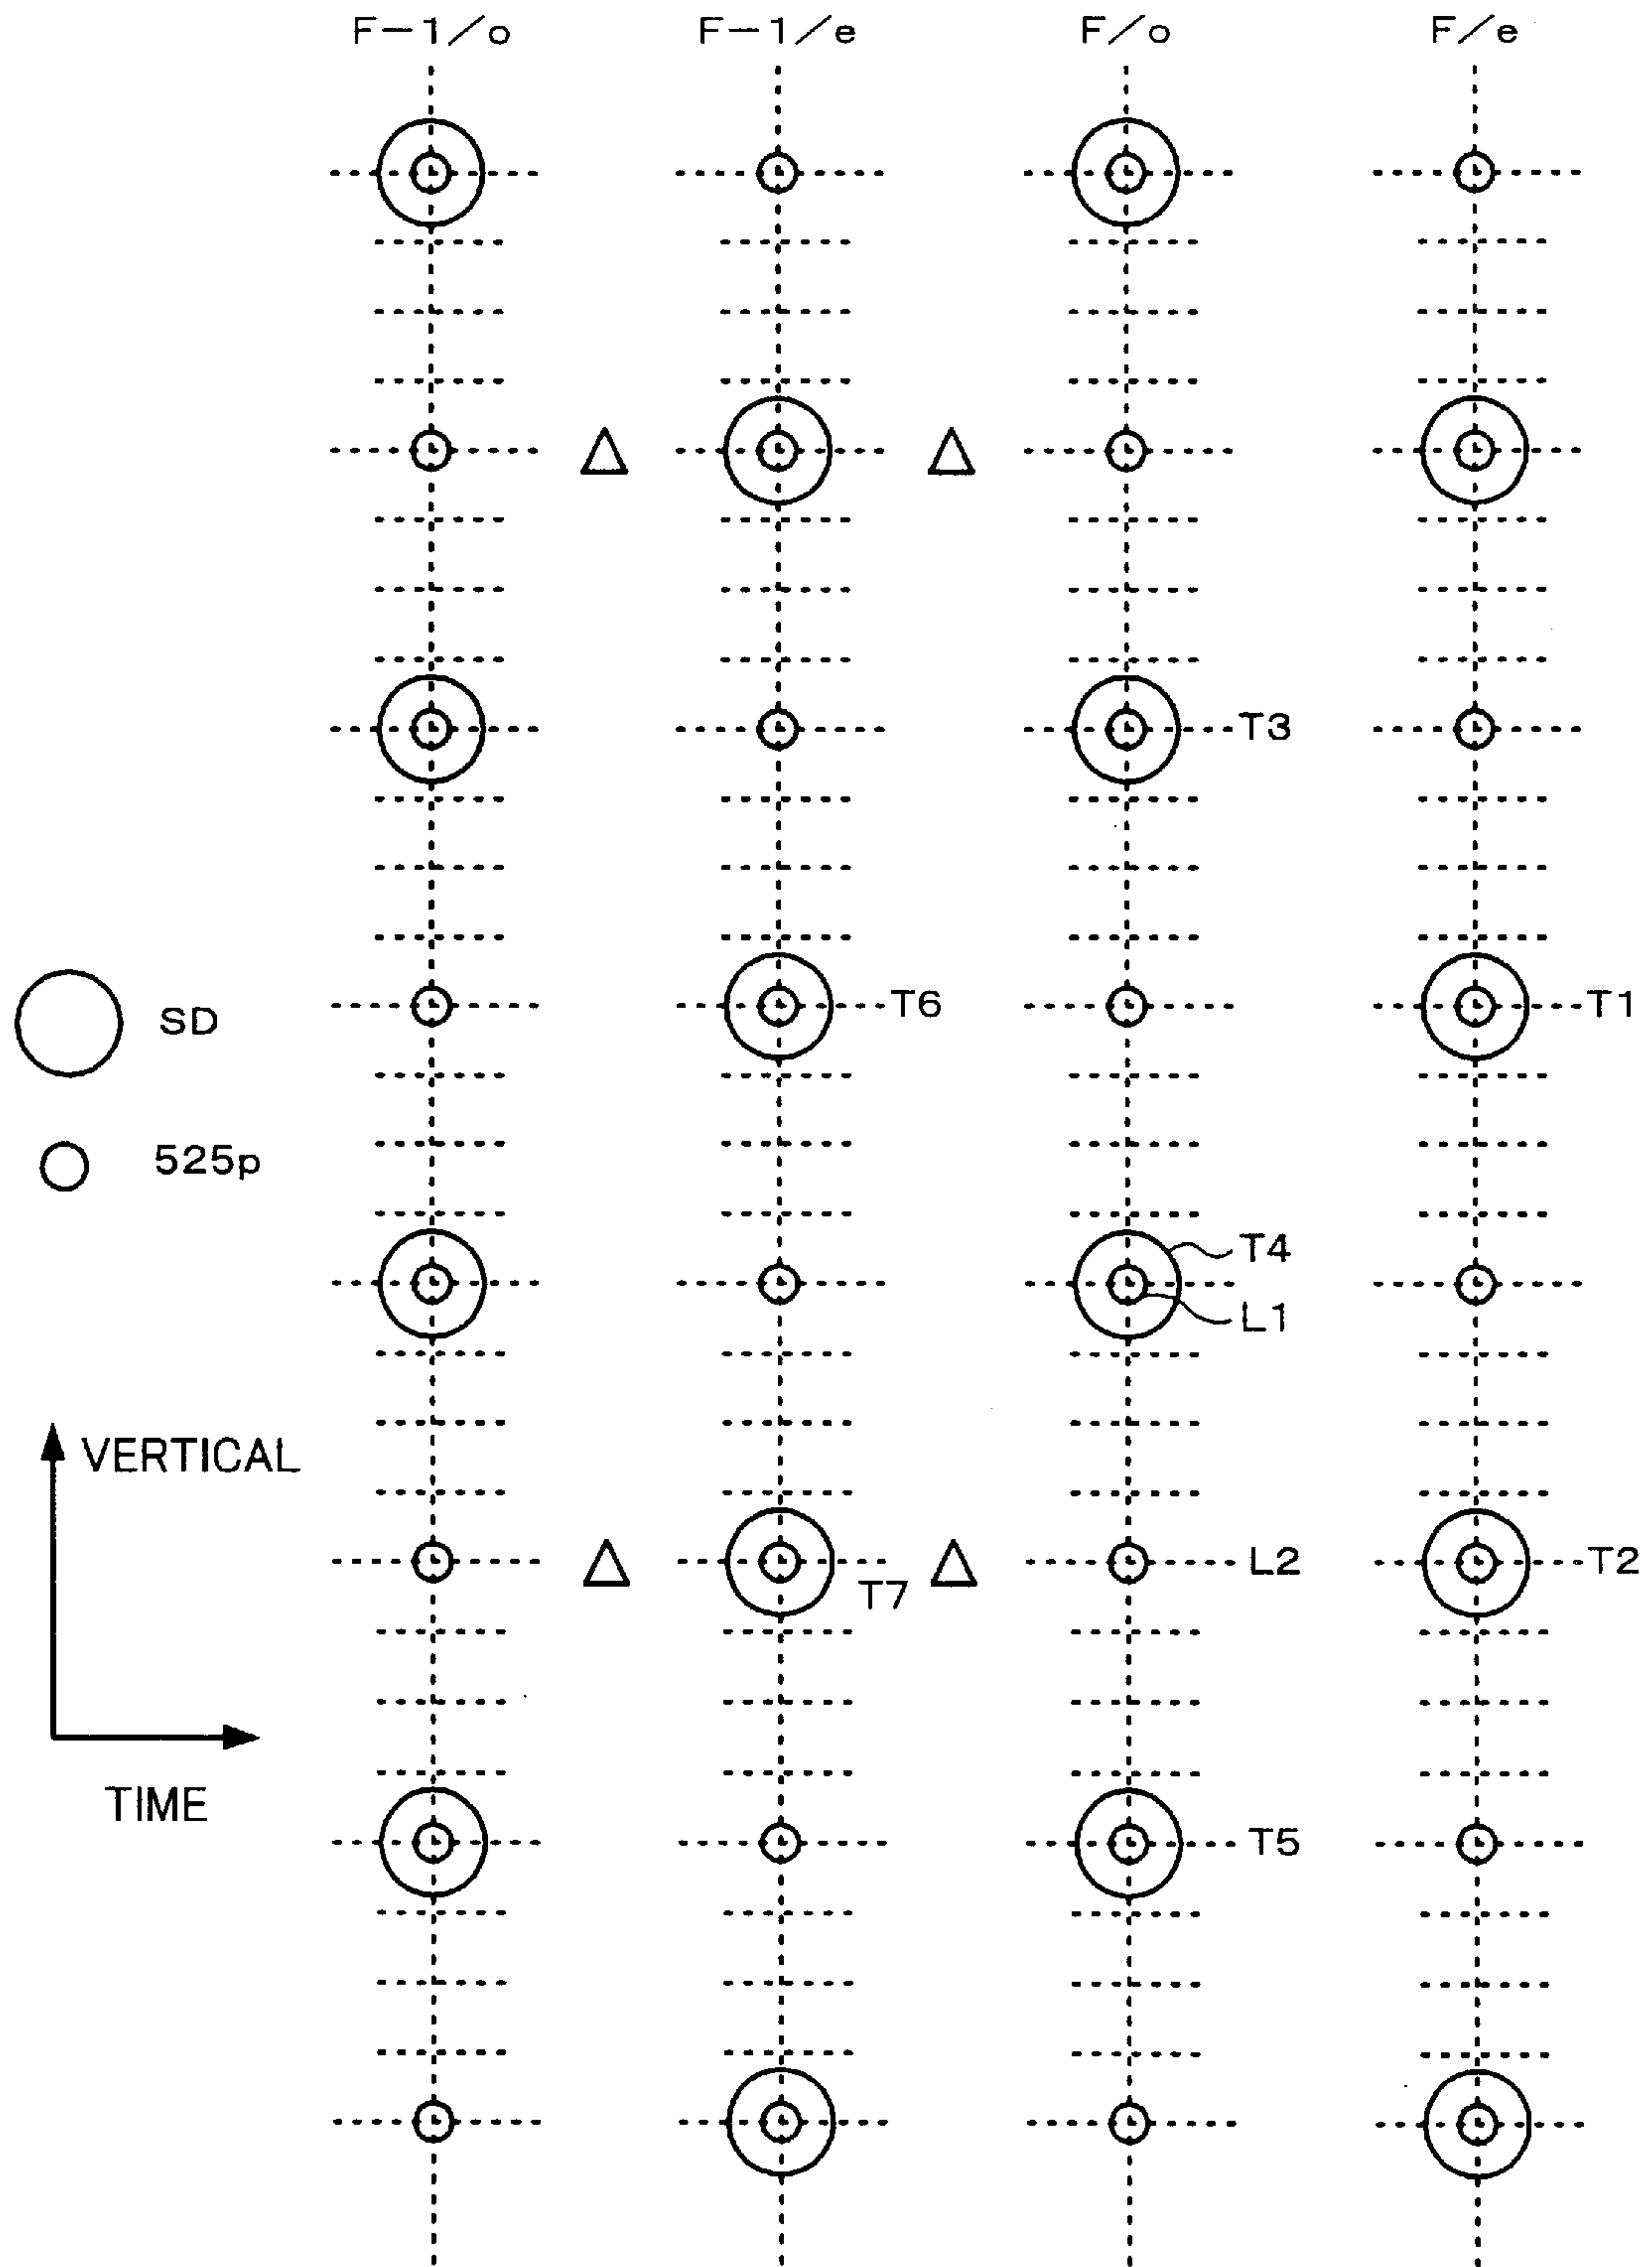 F-1/o F-1/e F/o F/e
T3
T6 T1
SD
525p
T4
L1
VERTICAL
L2 T2
T7
TIME
T5